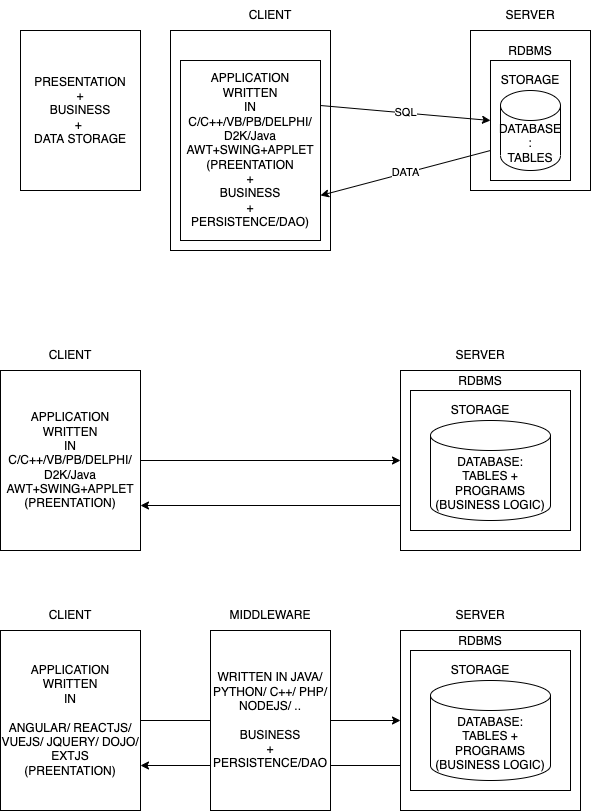 CLIENT
SERVER
PRESENTATION
+
BUSINESS
+
DATA STORAGE
APPLICATION
WRITTEN
IN
C/C++/VB/PB/DELPHI/
D2K/Java
AWT+SWING+APPLET
(PREENTATION
+
BUSINESS
+
PERSISTENCE/DAO)
SQL
DATA
RDBMS
STORAGE
DATABASE
:
TABLES
CLIENT
SERVER
APPLICATION
WRITTEN
IN
C/C++/VB/PB/DELPHI/
D2K/Java
AWT+SWING+APPLET
(PREENTATION)
RDBMS
STORAGE
DATABASE:
TABLES +
PROGRAMS
(BUSINESS LOGIC)
CLIENT
MIDDLEWARE
SERVER
APPLICATION
WRITTEN
IN
ANGULAR/ REACTJS/
VUEJS/ JQUERY/ DOJO/
EXTJS
(PREENTATION)
WRITTEN IN JAVA/
PYTHON/ C++/ PHP/
NODEJS/ ..
BUSINESS
+
PERSISTENCE/DAO
RDBMS
STORAGE
DATABASE:
TABLES +
PROGRAMS
(BUSINESS LOGIC)